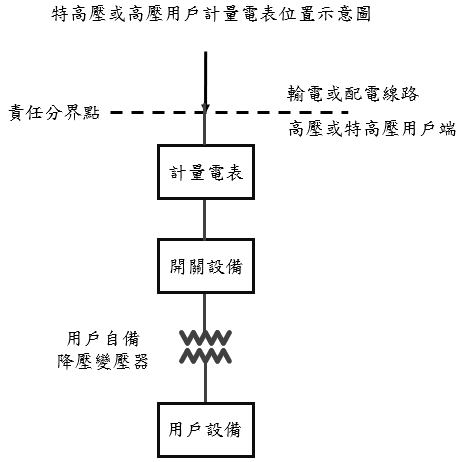 特高壓或高壓用戶計量電表位置示意圖
輸電或配電線路
責任分界點
高壓或特高壓用戶端
計量電表
開關設備
用戶自備
降壓變壓器
用戶設備